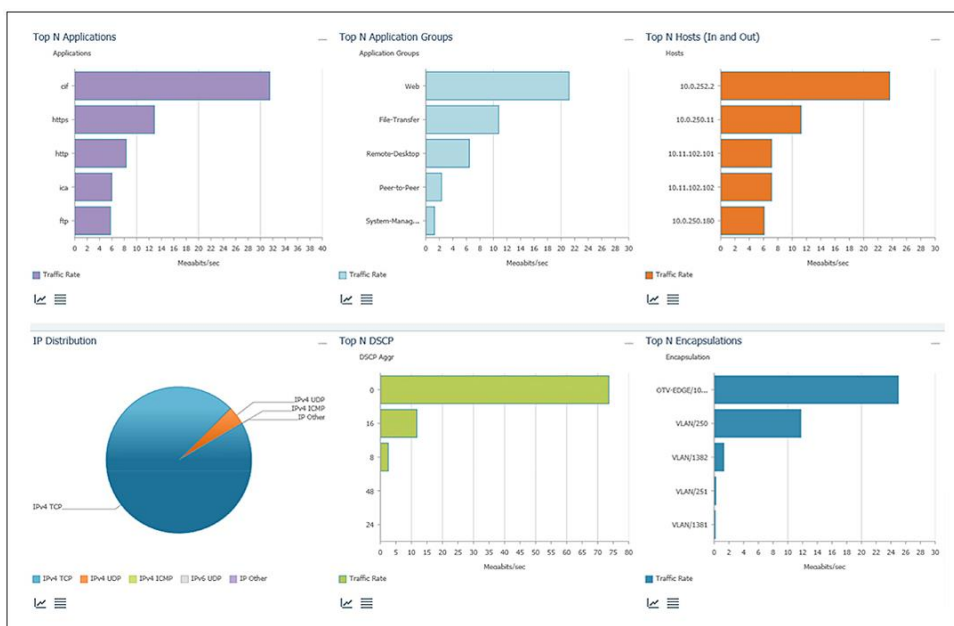 Top N Applications
Applications
cif
https
http
ica
ftp
0 2 4 6 8 10 12 14 16 18 20 22 24 26 28 30 32 34 36 38 40
Megabits/sec
Traffic Rate
Top N Application Groups
Application Groups
Web
File-Transfer
Remote-Desktop
Peer-to-Peer
System-Manag...
0 2 4 6 8 10 12 14 16 18 20 22 24 26 28 30
Megabits/sec
Traffic Rate
Top N Hosts (In and Out)
Hosts
10.0.252.2
10.0.250.11
10.11.102.101
10.11.102.102
10.0.250.180
0 2 4 6 8 10 12 14 16 18 20 22 24 26 28 30
Megabits/sec
Traffic Rate
IP Distribution
IPv4 UDP
IPv4 ICMP
IP Other
IPv4 TCP
IPv4 TCP IPv4 UDP IPv4 ICMP IPv6 UDP IP Other
Top N DSCP
DSCP Aggr
0
16
8
48
24
0 5 10 15 20 25 30 35 40 45 50 55 60 65 70 75 80
Megabits/sec
Traffic Rate
Top N Encapsulations
Encapsulation
OTV-EDGE/10...
VLAN/250
VLAN/1382
VLAN/251
VLAN/1381
0 2 4 6 8 10 12 14 16 18 20 22 24 26 28 30
Megabits/sec
Traffic Rate